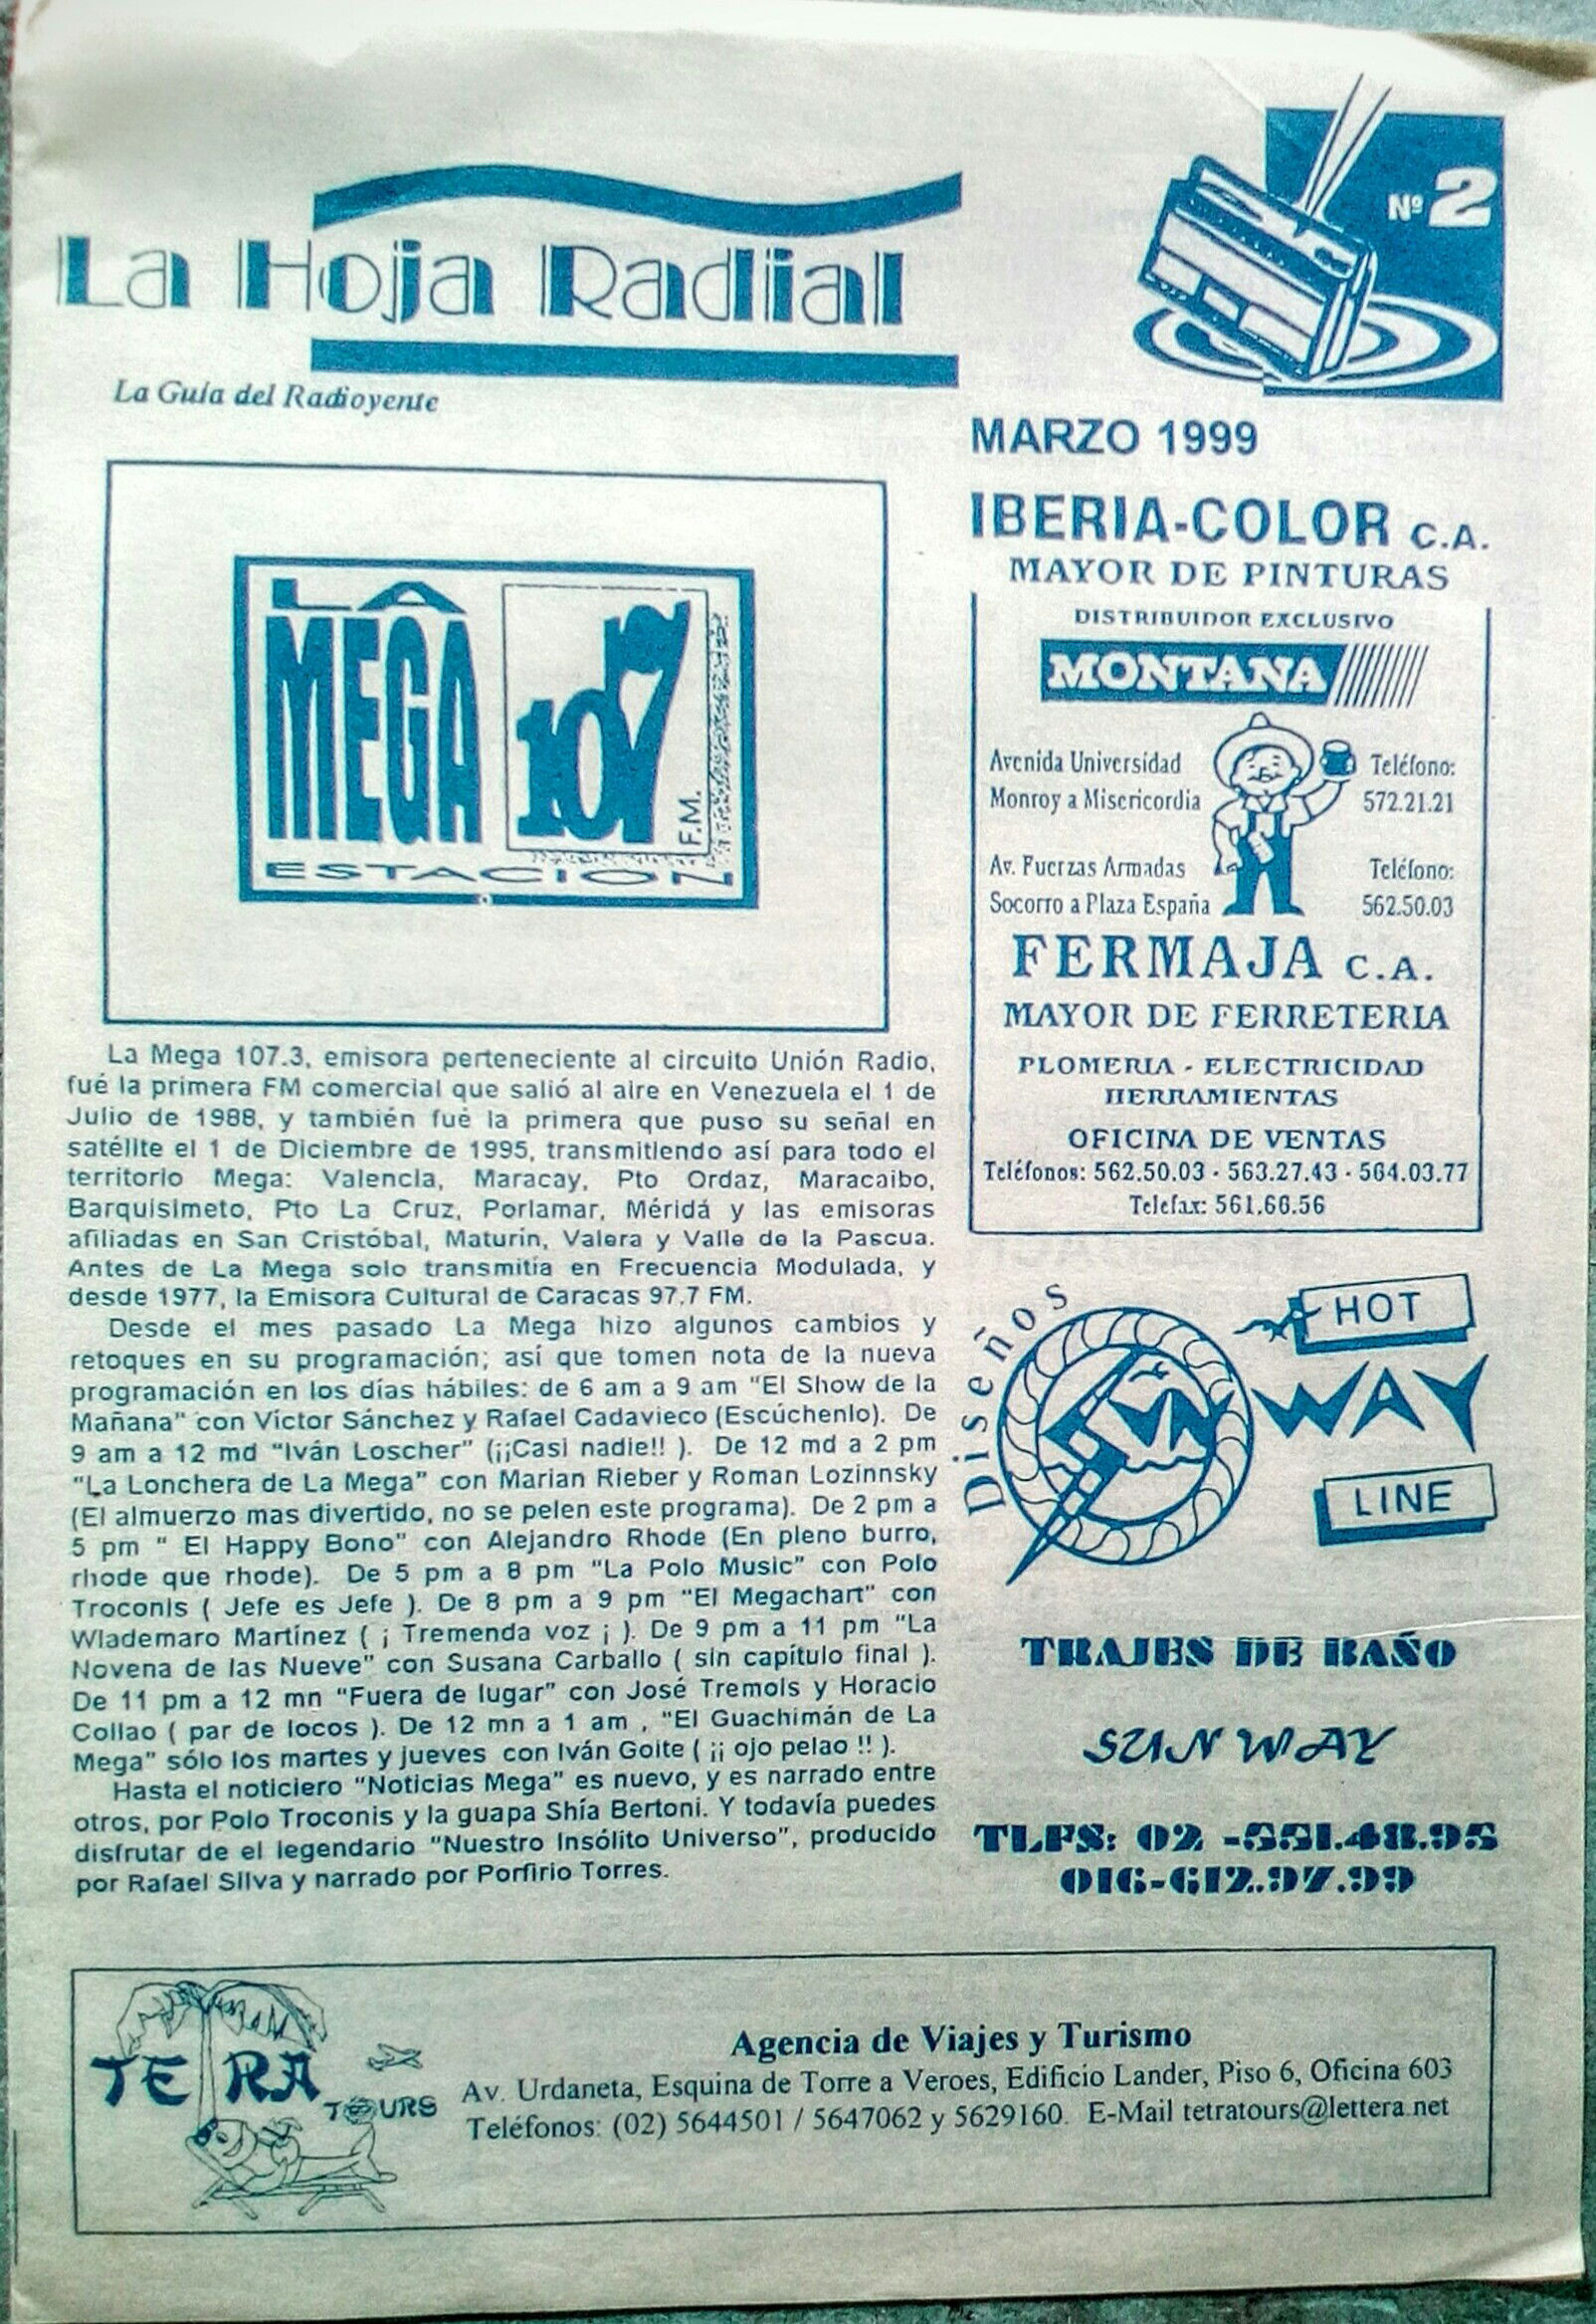 La Hoja Radial
La Guía del Radioyente
Nº 2
MARZO 1999
LA
MEGA
107
F.M.
ESTACION
La Mega 107.3, emisora perteneciente al circuito Unión Radio,
fué la primera FM comercial que salió al aire en Venezuela el 1 de
Julio de 1988, y también fué la primera que puso su señal en
satélite el 1 de Diciembre de 1995, transmitiendo así para todo el
territorio Mega: Valencia, Maracay, Pto Ordaz, Maracaibo,
Barquisimeto, Pto La Cruz, Porlamar, Méridá y las emisoras
afiliadas en San Cristóbal, Maturín, Valera y Valle de la Pascua.
Antes de La Mega solo transmitía en Frecuencia Modulada, y
desde 1977, la Emisora Cultural de Caracas 97.7 FM.
Desde el mes pasado La Mega hizo algunos cambios y
retoques en su programación; así que tomen nota de la nueva
programación en los días hábiles: de 6 am a 9 am "El Show de la
Mañana" con Víctor Sánchez y Rafael Cadavieco (Escúchenlo). De
9 am a 12 md "Iván Loscher" (¡¡Casi nadie!! ). De 12 md a 2 pm
"La Lonchera de La Mega" con Marian Rieber y Roman Lozinnsky
(El almuerzo mas divertido, no se pelen este programa). De 2 pm a
5 pm " El Happy Bono" con Alejandro Rhode (En pleno burro,
rhode que rhode). De 5 pm a 8 pm "La Polo Music" con Polo
Troconis ( Jefe es Jefe ). De 8 pm a 9 pm "El Megachart" con
Wlademaro Martínez ( ¡ Tremenda voz ¡ ). De 9 pm a 11 pm "La
Novena de las Nueve" con Susana Carballo ( sin capítulo final ).
De 11 pm a 12 mn "Fuera de lugar" con José Tremols y Horacio
Collao ( par de locos ). De 12 mn a 1 am , "El Guachimán de La
Mega" sólo los martes y jueves con Iván Goite ( ¡¡ ojo pelao !! ).
Hasta el noticiero "Noticias Mega" es nuevo, y es narrado entre
otros, por Polo Troconis y la guapa Shía Bertoni. Y todavía puedes
disfrutar de el legendario "Nuestro Insólito Universo", producido
por Rafael Silva y narrado por Porfirio Torres.
IBERIA-COLOR C.A.
MAYOR DE PINTURAS
DISTRIBUIDOR EXCLUSIVO
MONTANA
Avenida Universidad
Monroy a Misericordia
Teléfono:
572.21.21
Av. Fuerzas Armadas
Socorro a Plaza España
Teléfono:
562.50.03
FERMAJA C.A.
MAYOR DE FERRETERIA
PLOMERIA - ELECTRICIDAD
HERRAMIENTAS
OFICINA DE VENTAS
Teléfonos: 562.50.03 - 563.27.43 - 564.03.77
Telefax: 561.66.56
Diseños
SUN WAY
HOT
LINE
TRAJES DE BAÑO
SUN WAY
TLFS: 02 -551.48.95
016-612.97.99
TETRA
TOURS
Agencia de Viajes y Turismo
Av. Urdaneta, Esquina de Torre a Veroes, Edificio Lander, Piso 6, Oficina 603
Teléfonos: (02) 5644501 / 5647062 y 5629160. E-Mail tetratours@lettera.net